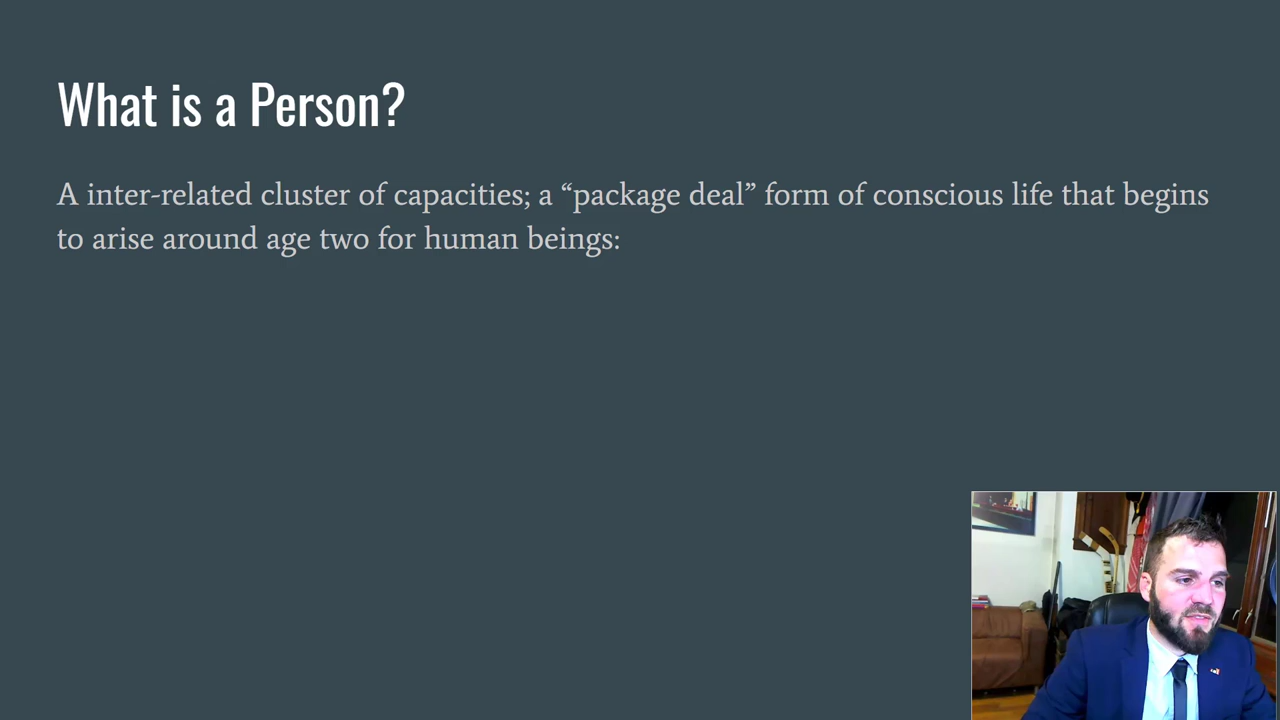 What is a Person?
A inter-related cluster of capacities; a “package deal” form of conscious life that begins
to arise around age two for human beings: